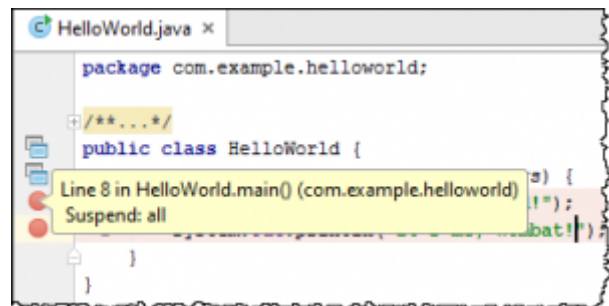 HelloWorld.java ×
package com.example.helloworld;
/**...*/
public class HelloWorld {
s) {
Line 8 in HelloWorld.main() (com.example.helloworld)
Suspend: all
!");
bat!");
}
}